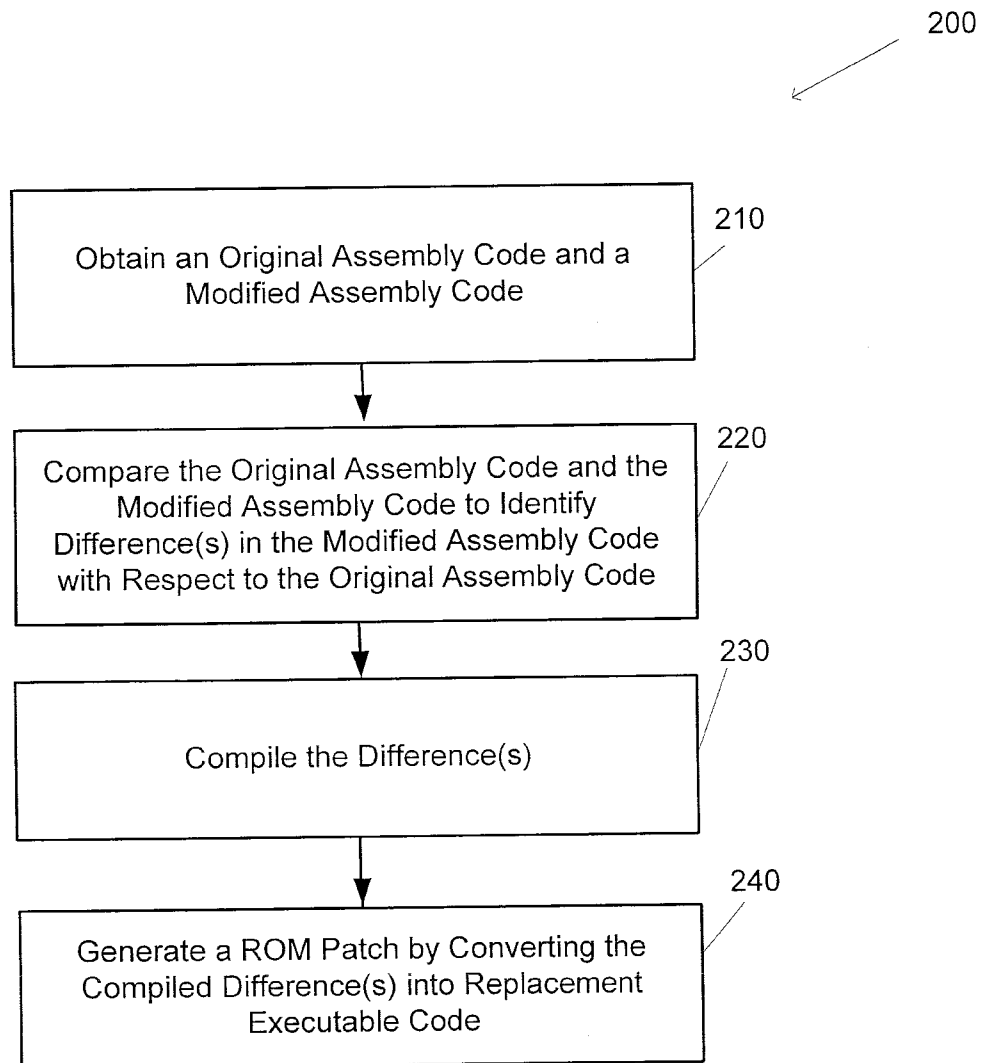 200
210
Obtain an Original Assembly Code and a
Modified Assembly Code
220
Compare the Original Assembly Code and the
Modified Assembly Code to Identify
Difference(s) in the Modified Assembly Code
with Respect to the Original Assembly Code
230
Compile the Difference(s)
240
Generate a ROM Patch by Converting the
Compiled Difference(s) into Replacement
Executable Code